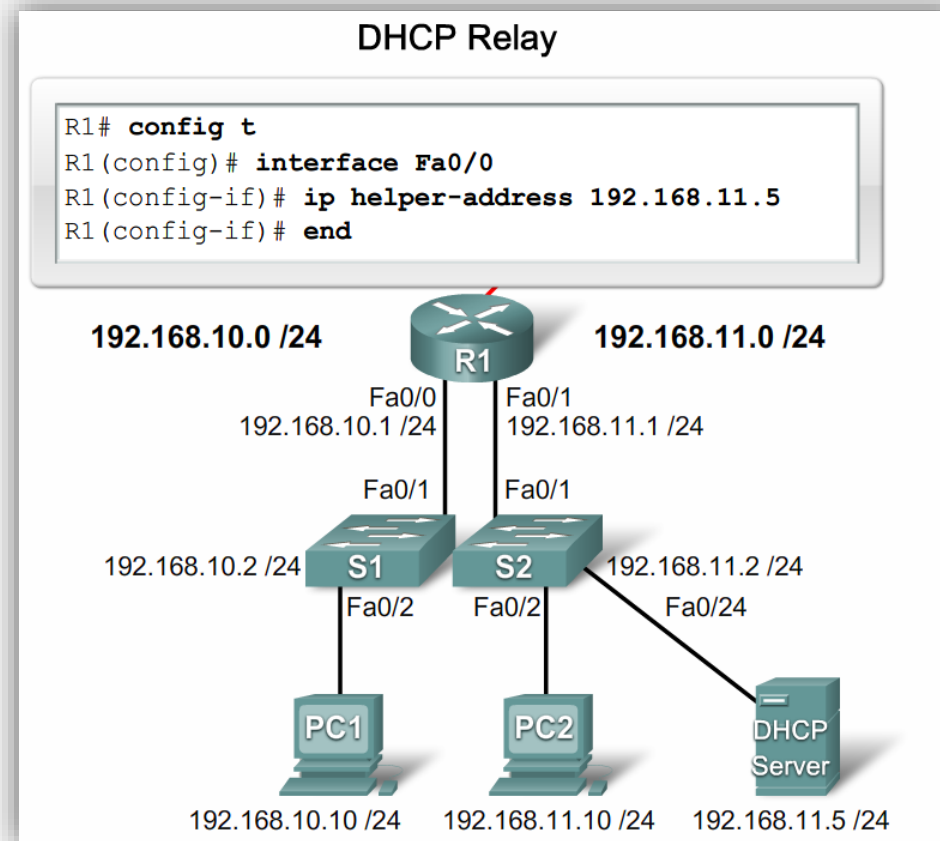 DHCP Relay
R1# config t
R1(config)# interface Fa0/0
R1(config-if)# ip helper-address 192.168.11.5
R1(config-if)# end
192.168.10.0 /24
192.168.11.0 /24
R1
Fa0/0
Fa0/1
192.168.10.1 /24
192.168.11.1 /24
Fa0/1
Fa0/1
192.168.10.2 /24
S1
S2
192.168.11.2 /24
Fa0/2
Fa0/2
Fa0/24
PC1
PC2
DHCP
Server
192.168.10.10 /24
192.168.11.10 /24
192.168.11.5 /24